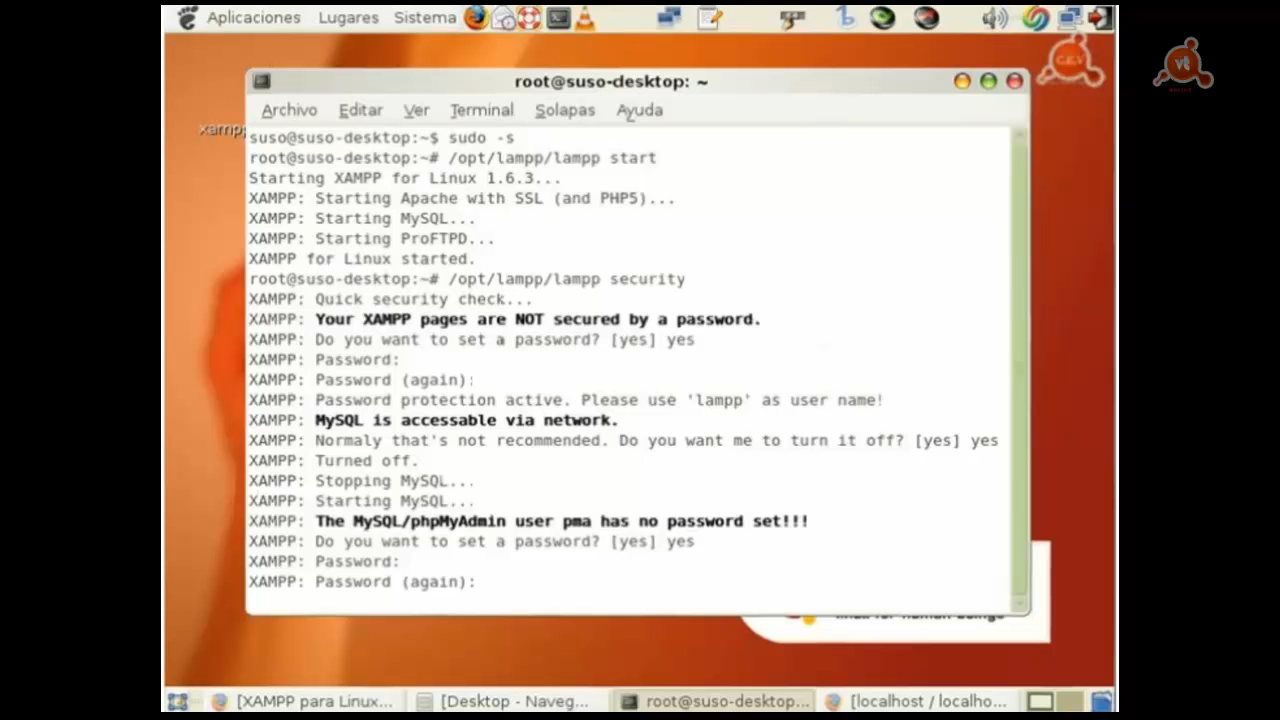 Aplicaciones Lugares Sistema
root@suso-desktop: ~
Archivo Editar Ver Terminal Solapas Ayuda
xampp
suso@suso-desktop:~$ sudo -s
root@suso-desktop:~# /opt/lampp/lampp start
Starting XAMPP for Linux 1.6.3...
XAMPP: Starting Apache with SSL (and PHP5)...
XAMPP: Starting MySQL...
XAMPP: Starting ProFTPD...
XAMPP for Linux started.
root@suso-desktop:~# /opt/lampp/lampp security
XAMPP: Quick security check...
XAMPP: Your XAMPP pages are NOT secured by a password.
XAMPP: Do you want to set a password? [yes] yes
XAMPP: Password:
XAMPP: Password (again):
XAMPP: Password protection active. Please use 'lampp' as user name!
XAMPP: MySQL is accessable via network.
XAMPP: Normaly that's not recommended. Do you want me to turn it off? [yes] yes
XAMPP: Turned off.
XAMPP: Stopping MySQL...
XAMPP: Starting MySQL...
XAMPP: The MySQL/phpMyAdmin user pma has no password set!!!
XAMPP: Do you want to set a password? [yes] yes
XAMPP: Password:
XAMPP: Password (again):
[XAMPP para Linux... [Desktop - Naveg... root@suso-desktop... [localhost / localho...
vt